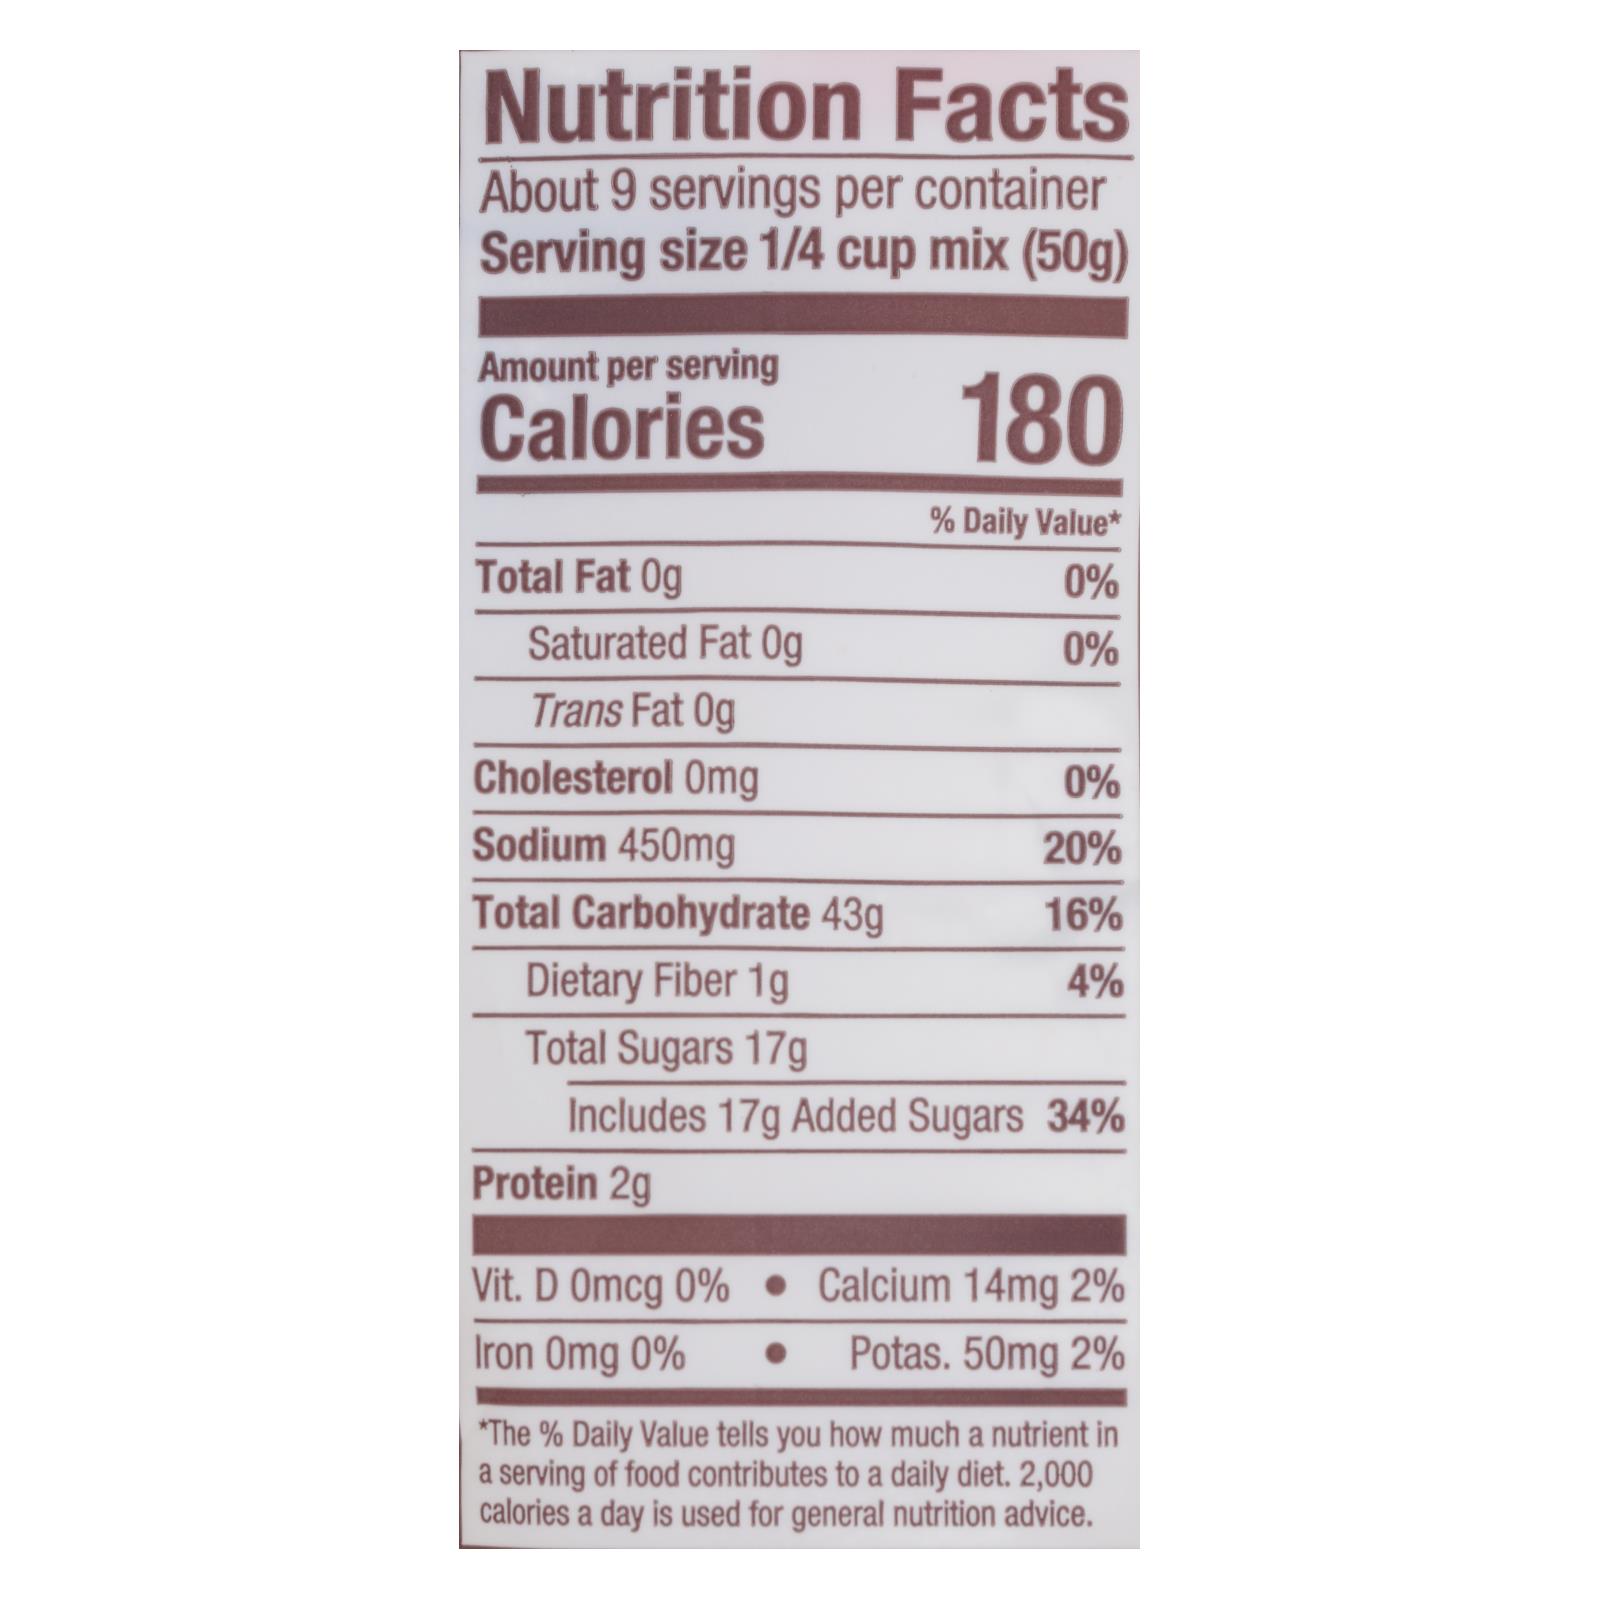 Nutrition Facts
About 9 servings per container
Serving size 1/4 cup mix (50g)
Amount per serving
Calories 180
% Daily Value*
Total Fat 0g 0%
Saturated Fat 0g 0%
Trans Fat 0g
Cholesterol 0mg 0%
Sodium 450mg 20%
Total Carbohydrate 43g 16%
Dietary Fiber 1g 4%
Total Sugars 17g
Includes 17g Added Sugars 34%
Protein 2g
Vit. D 0mcg 0% • Calcium 14mg 2%
Iron 0mg 0% • Potas. 50mg 2%
*The % Daily Value tells you how much a nutrient in
a serving of food contributes to a daily diet. 2,000
calories a day is used for general nutrition advice.